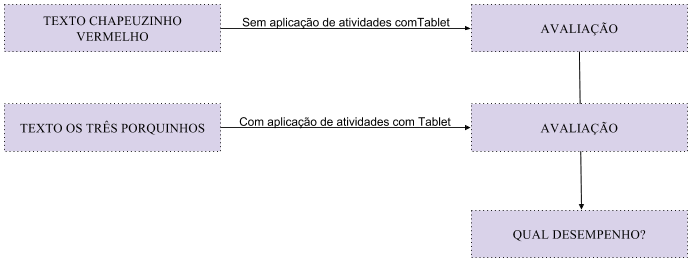 TEXTO CHAPEUZINHO
VERMELHO
Sem aplicação de atividades comTablet
AVALIAÇÃO
TEXTO OS TRÊS PORQUINHOS
Com aplicação de atividades com Tablet
AVALIAÇÃO
QUAL DESEMPENHO?